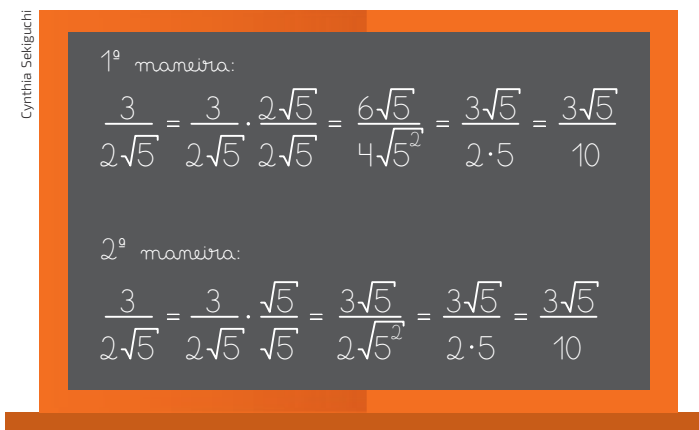 Cynthia Sekiguchi
1ª maneira:
3/(2√5) = 3/(2√5) · (2√5)/(2√5) = (6√5)/(4√5²) = (3√5)/(2·5) = (3√5)/10
2ª maneira:
3/(2√5) = 3/(2√5) · √5/√5 = (3√5)/(2√5²) = (3√5)/(2·5) = (3√5)/10